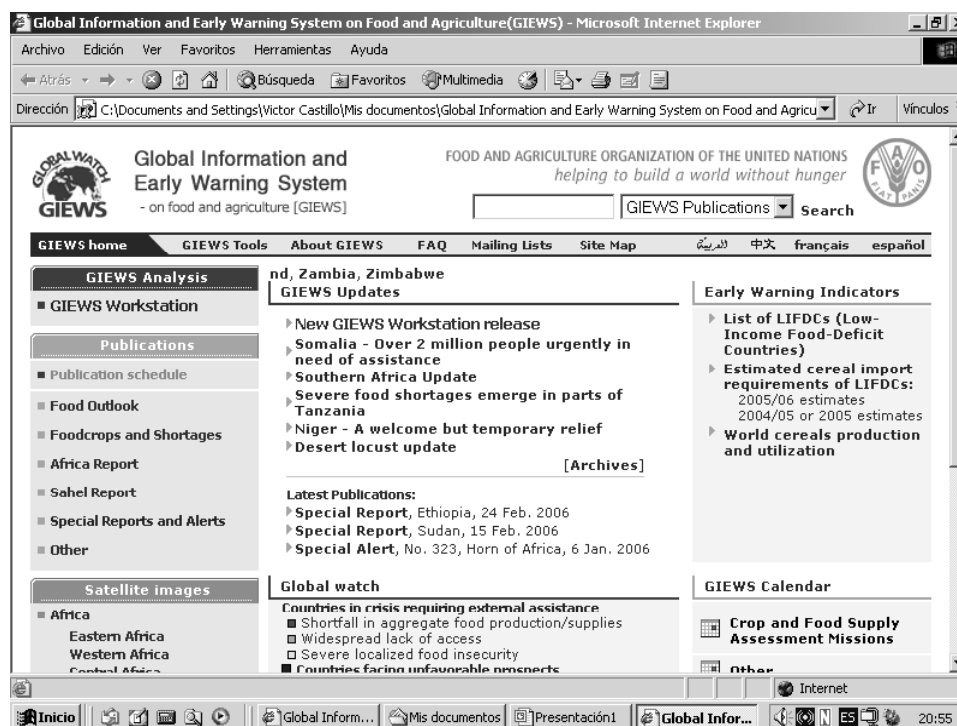 Global Information and Early Warning System on Food and Agriculture(GIEWS) - Microsoft Internet Explorer
Archivo Edición Ver Favoritos Herramientas Ayuda
Atrás Búsqueda Favoritos Multimedia
Dirección C:\Documents and Settings\Victor Castillo\Mis documentos\Global Information and Early Warning System on Food and Agricu Ir Vínculos
GLOBAL WATCH
GIEWS
Global Information and
Early Warning System
- on food and agriculture [GIEWS]
FOOD AND AGRICULTURE ORGANIZATION OF THE UNITED NATIONS
helping to build a world without hunger
FAO
FIAT PANIS
GIEWS Publications Search
GIEWS home GIEWS Tools About GIEWS FAQ Mailing Lists Site Map العربية 中文 français español
GIEWS Analysis
GIEWS Workstation
Publications
Publication schedule
Food Outlook
Foodcrops and Shortages
Africa Report
Sahel Report
Special Reports and Alerts
Other
Satellite images
Africa
Eastern Africa
Western Africa
Central Africa
nd, Zambia, Zimbabwe
GIEWS Updates
New GIEWS Workstation release
Somalia - Over 2 million people urgently in
need of assistance
Southern Africa Update
Severe food shortages emerge in parts of
Tanzania
Niger - A welcome but temporary relief
Desert locust update
[Archives]
Latest Publications:
Special Report, Ethiopia, 24 Feb. 2006
Special Report, Sudan, 15 Feb. 2006
Special Alert, No. 323, Horn of Africa, 6 Jan. 2006
Global watch
Countries in crisis requiring external assistance
Shortfall in aggregate food production/supplies
Widespread lack of access
Severe localized food insecurity
Countries facing unfavorable prospects
Early Warning Indicators
List of LIFDCs (Low-
Income Food-Deficit
Countries)
Estimated cereal import
requirements of LIFDCs:
2005/06 estimates
2004/05 or 2005 estimates
World cereals production
and utilization
GIEWS Calendar
Crop and Food Supply
Assessment Missions
Other
Internet
Inicio Global Inform... Mis documentos Presentación1 Global Infor... ES 20:55